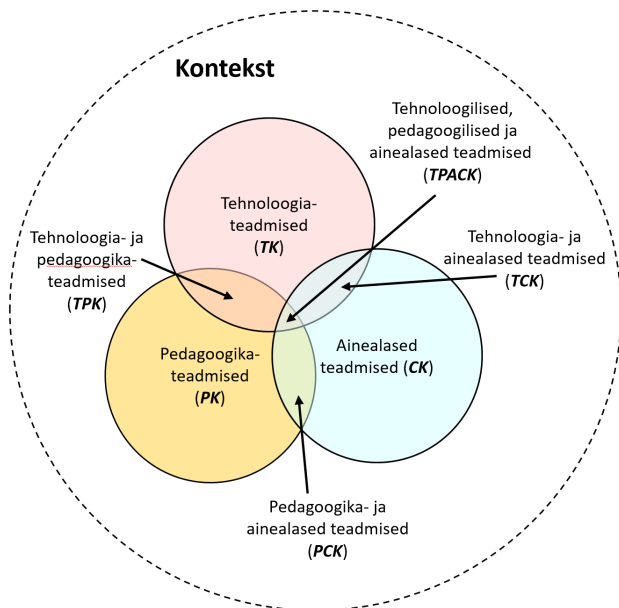 Kontekst
Tehnoloogilised,
pedagoogilised ja
ainealased teadmised
(TPACK)
Tehnoloogia-
teadmised
(TK)
Tehnoloogia- ja
pedagoogika-
teadmised
(TPK)
Tehnoloogia- ja
ainealased teadmised
(TCK)
Pedagoogika-
teadmised
(PK)
Ainealased
teadmised (CK)
Pedagoogika- ja
ainealased teadmised
(PCK)